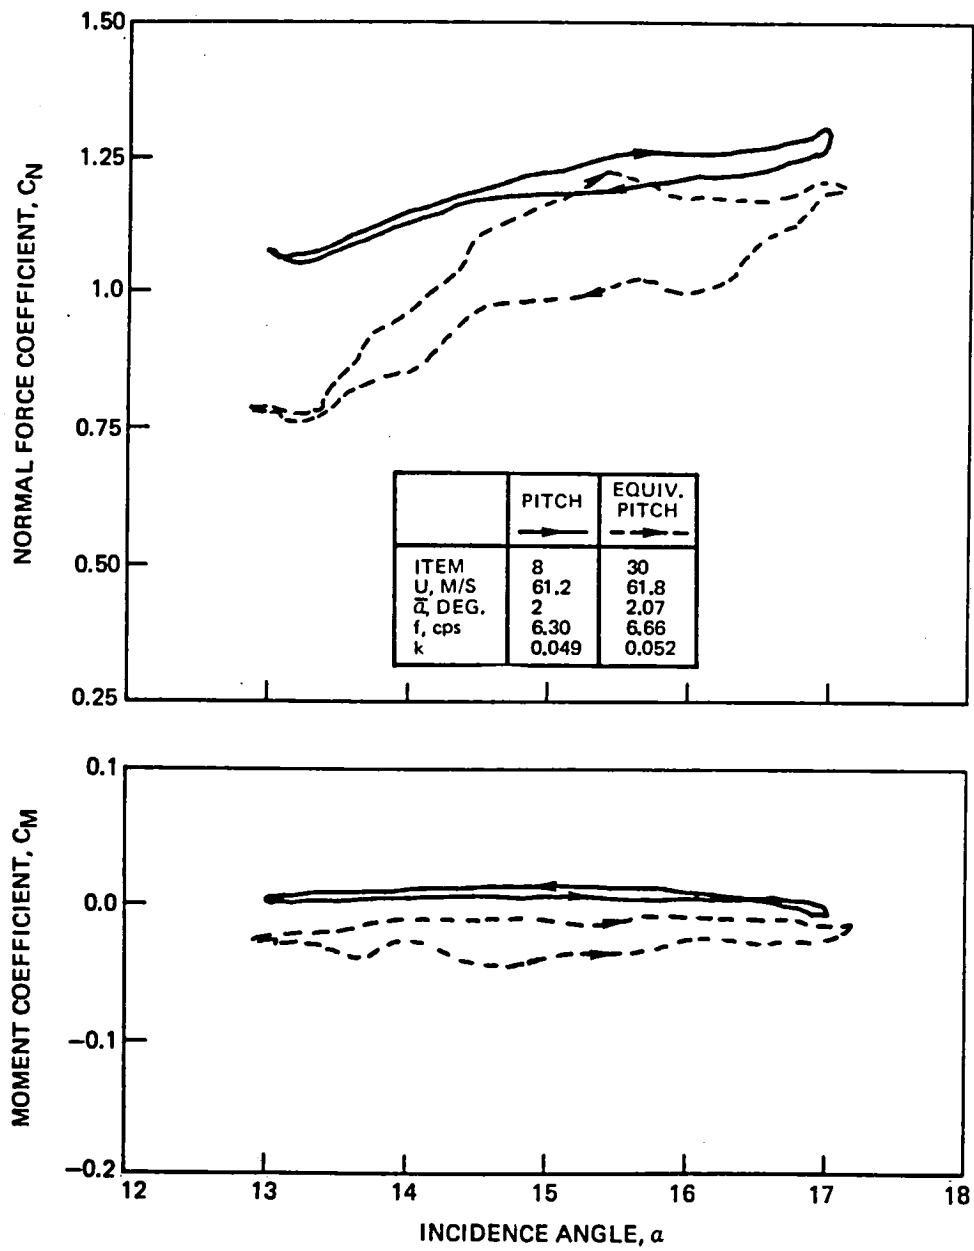 1.50
1.25
1.0
0.75
0.50
0.25
NORMAL FORCE COEFFICIENT, CN
PITCH
EQUIV.
PITCH
ITEM 8 30
U, M/S 61.2 61.8
α̅, DEG. 2 2.07
f, cps 6.30 6.66
k 0.049 0.052
0.1
0.0
−0.1
−0.2
MOMENT COEFFICIENT, CM
12 13 14 15 16 17 18
INCIDENCE ANGLE, α